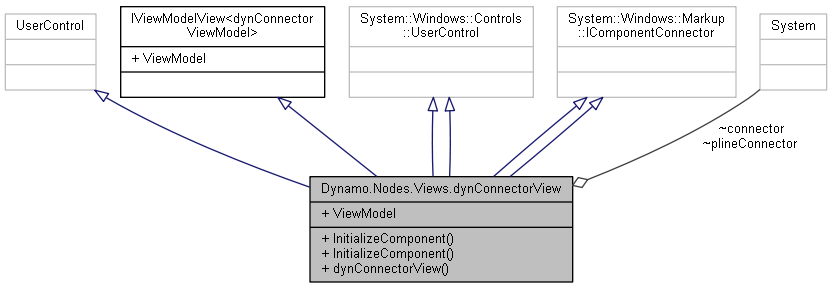 UserControl
IViewModelView<dynConnector
ViewModel>
+ ViewModel
System::Windows::Controls
::UserControl
System::Windows::Markup
::IComponentConnector
System
~connector
~plineConnector
Dynamo.Nodes.Views.dynConnectorView
+ ViewModel
+ InitializeComponent()
+ InitializeComponent()
+ dynConnectorView()